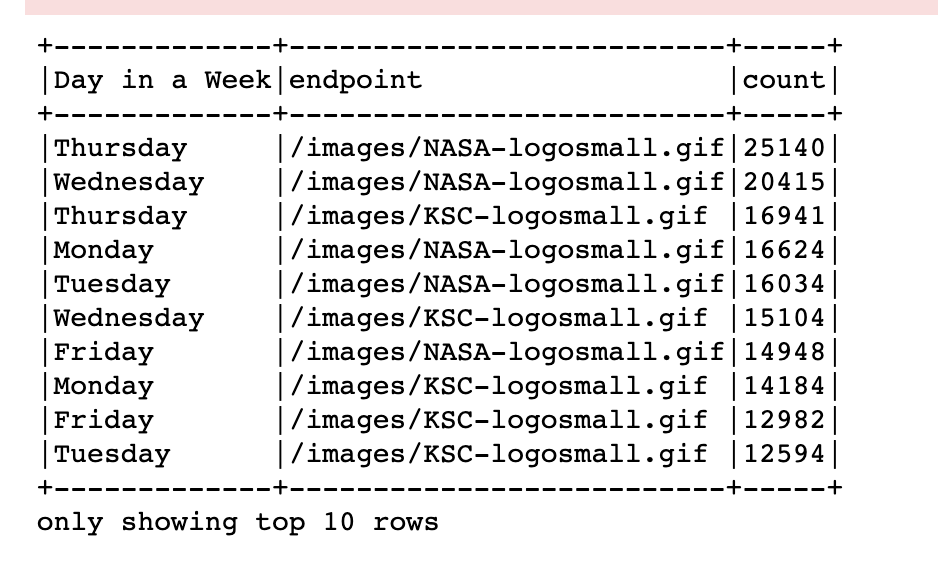 +-------------+--------------------------+-----+
|Day in a Week|endpoint                  |count|
+-------------+--------------------------+-----+
|Thursday     |/images/NASA-logosmall.gif|25140|
|Wednesday    |/images/NASA-logosmall.gif|20415|
|Thursday     |/images/KSC-logosmall.gif |16941|
|Monday       |/images/NASA-logosmall.gif|16624|
|Tuesday      |/images/NASA-logosmall.gif|16034|
|Wednesday    |/images/KSC-logosmall.gif |15104|
|Friday       |/images/NASA-logosmall.gif|14948|
|Monday       |/images/KSC-logosmall.gif |14184|
|Friday       |/images/KSC-logosmall.gif |12982|
|Tuesday      |/images/KSC-logosmall.gif |12594|
+-------------+--------------------------+-----+
only showing top 10 rows